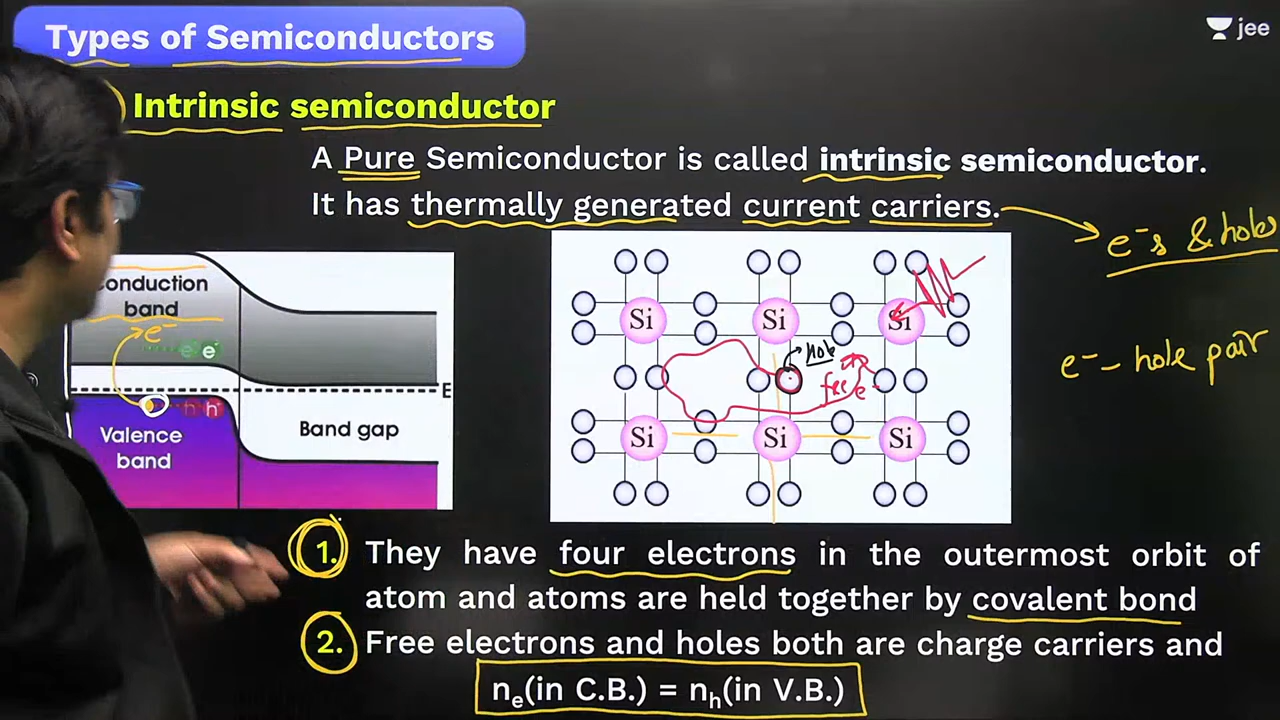 Types of Semiconductors
jee
Intrinsic semiconductor
A Pure Semiconductor is called intrinsic semiconductor.
It has thermally generated current carriers.
e⁻s & holes
e⁻ – hole pair
Conduction
band
e⁻
e⁻ e⁻
h⁺ h⁺
E
Valence
band
Band gap
Si Si Si
hole
free e⁻
Si Si Si
1. They have four electrons in the outermost orbit of
atom and atoms are held together by covalent bond
2. Free electrons and holes both are charge carriers and
nₑ(in C.B.) = nₕ(in V.B.)